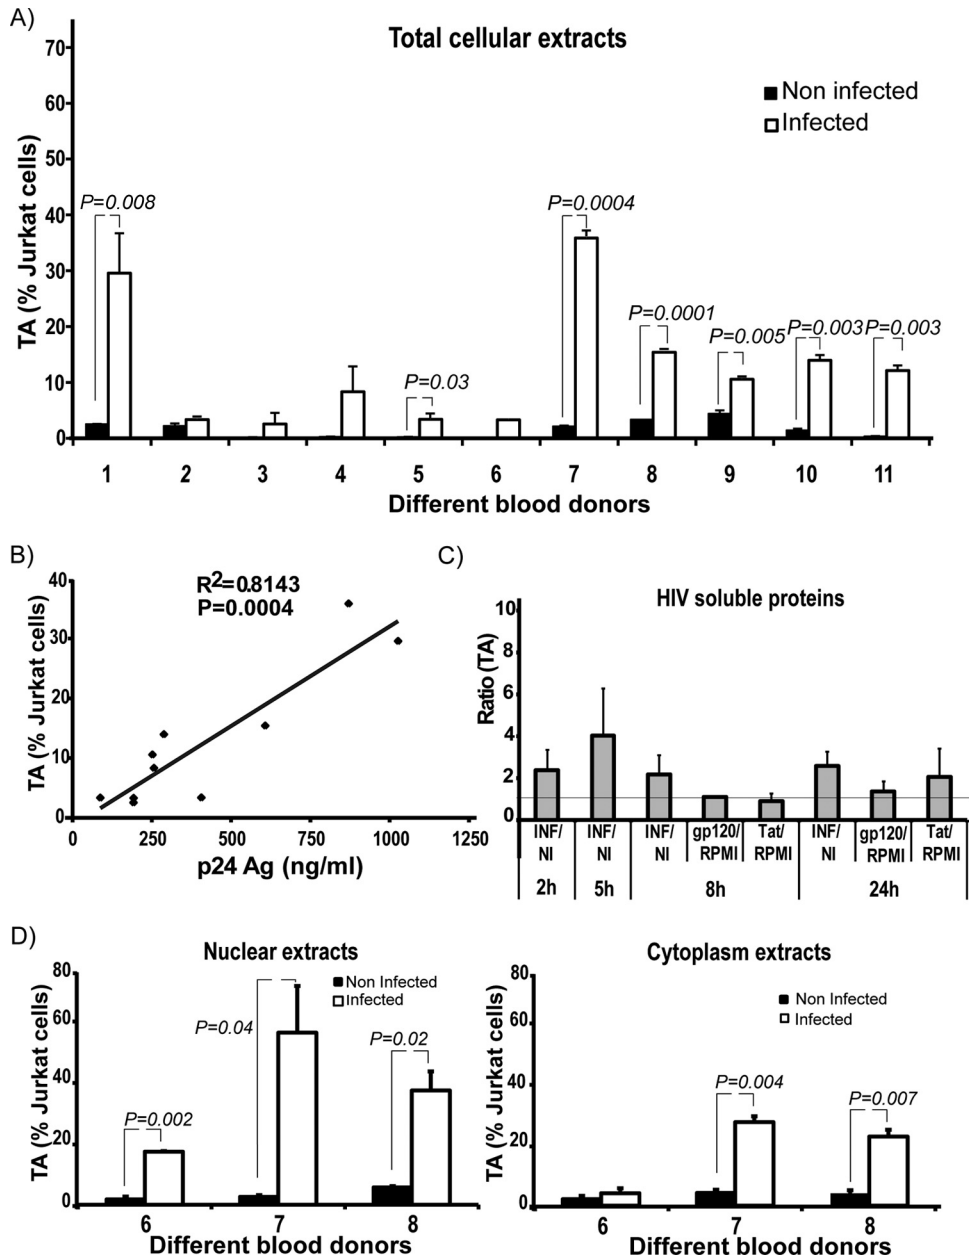 A)
Total cellular extracts
TA (% Jurkat cells)
70
60
50
40
30
20
10
0
Non infected
Infected
P=0.008
P=0.03
P=0.0004
P=0.0001
P=0.005
P=0.003
P=0.003
1 2 3 4 5 6 7 8 9 10 11
Different blood donors
B)
TA (% Jurkat cells)
40
30
20
10
0
R2=0.8143
P=0.0004
0 250 500 750 1000 1250
p24 Ag (ng/ml)
C)
HIV soluble proteins
Ratio (TA)
10
8
6
4
2
0
INF/ INF/ INF/ gp120/ Tat/ INF/ gp120/ Tat/
NI NI NI RPMI RPMI NI RPMI RPMI
2h 5h 8h 24h
D)
Nuclear extracts
TA (% Jurkat cells)
80
60
40
20
0
Non Infected
Infected
P=0.002
P=0.04
P=0.02
6 7 8
Different blood donors
Cytoplasm extracts
TA (% Jurkat cells)
80
60
40
20
0
Non Infected
Infected
P=0.004
P=0.007
6 7 8
Different blood donors